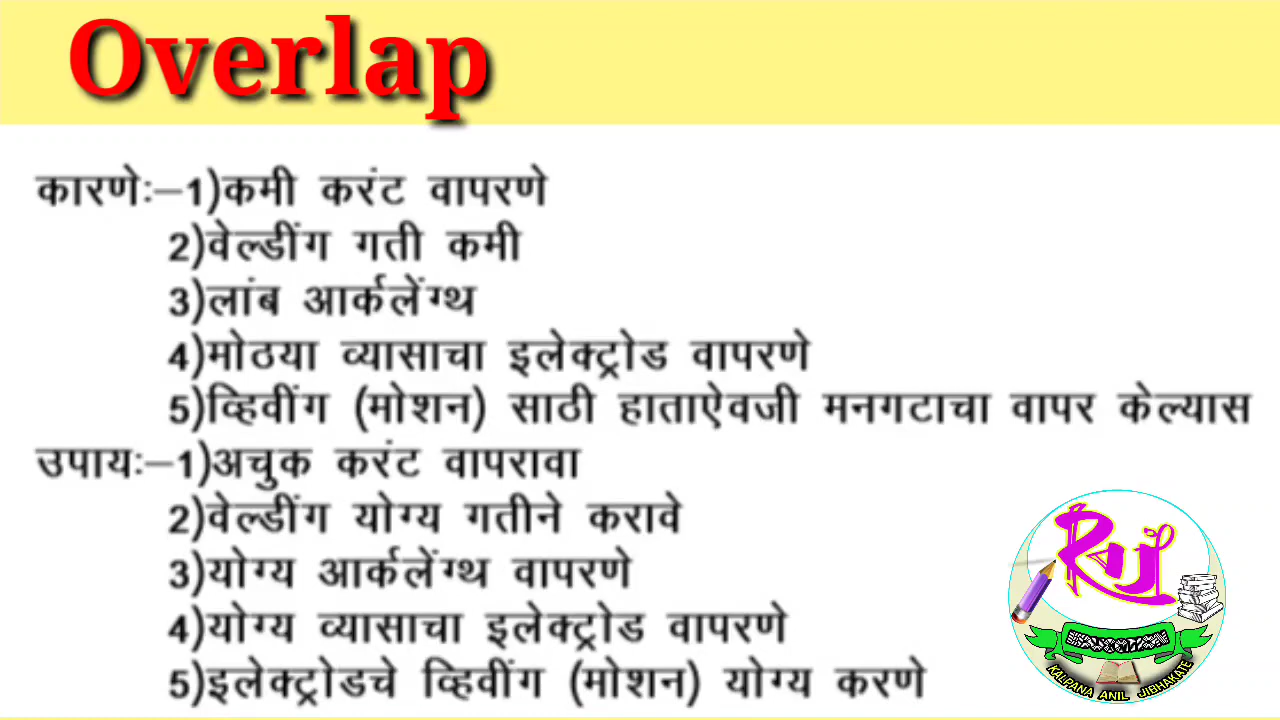 Overlap
कारणेः–1)कमी करंट वापरणे
2)वेल्डींग गती कमी
3)लांब आर्कलेंग्थ
4)मोठया व्यासाचा इलेक्ट्रोड वापरणे
5)व्हिवींग (मोशन) साठी हाताऐवजी मनगटाचा वापर केल्यास
उपायः–1)अचुक करंट वापरावा
2)वेल्डींग योग्य गतीने करावे
3)योग्य आर्कलेंग्थ वापरणे
4)योग्य व्यासाचा इलेक्ट्रोड वापरणे
5)इलेक्ट्रोडचे व्हिवींग (मोशन) योग्य करणे
KALPANA ANIL JIBHAKATE